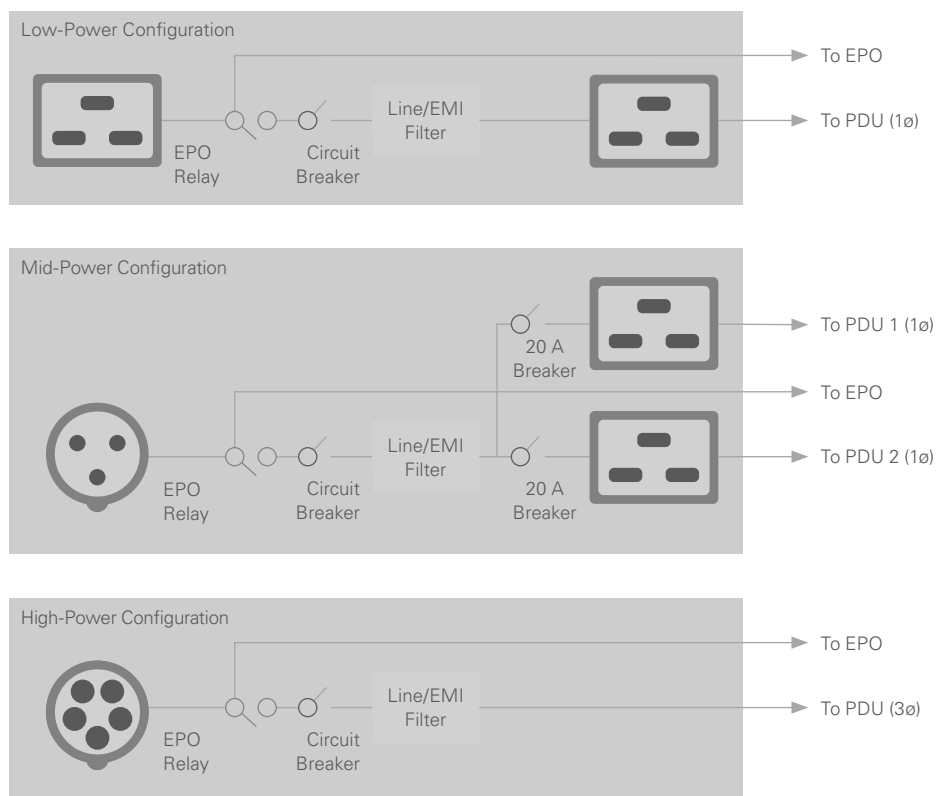 Low-Power Configuration
To EPO
To PDU (1ø)
Line/EMI
Filter
EPO
Relay
Circuit
Breaker
Mid-Power Configuration
To PDU 1 (1ø)
20 A
Breaker
To EPO
Line/EMI
Filter
To PDU 2 (1ø)
EPO
Relay
Circuit
Breaker
20 A
Breaker
High-Power Configuration
To EPO
Line/EMI
Filter
To PDU (3ø)
EPO
Relay
Circuit
Breaker